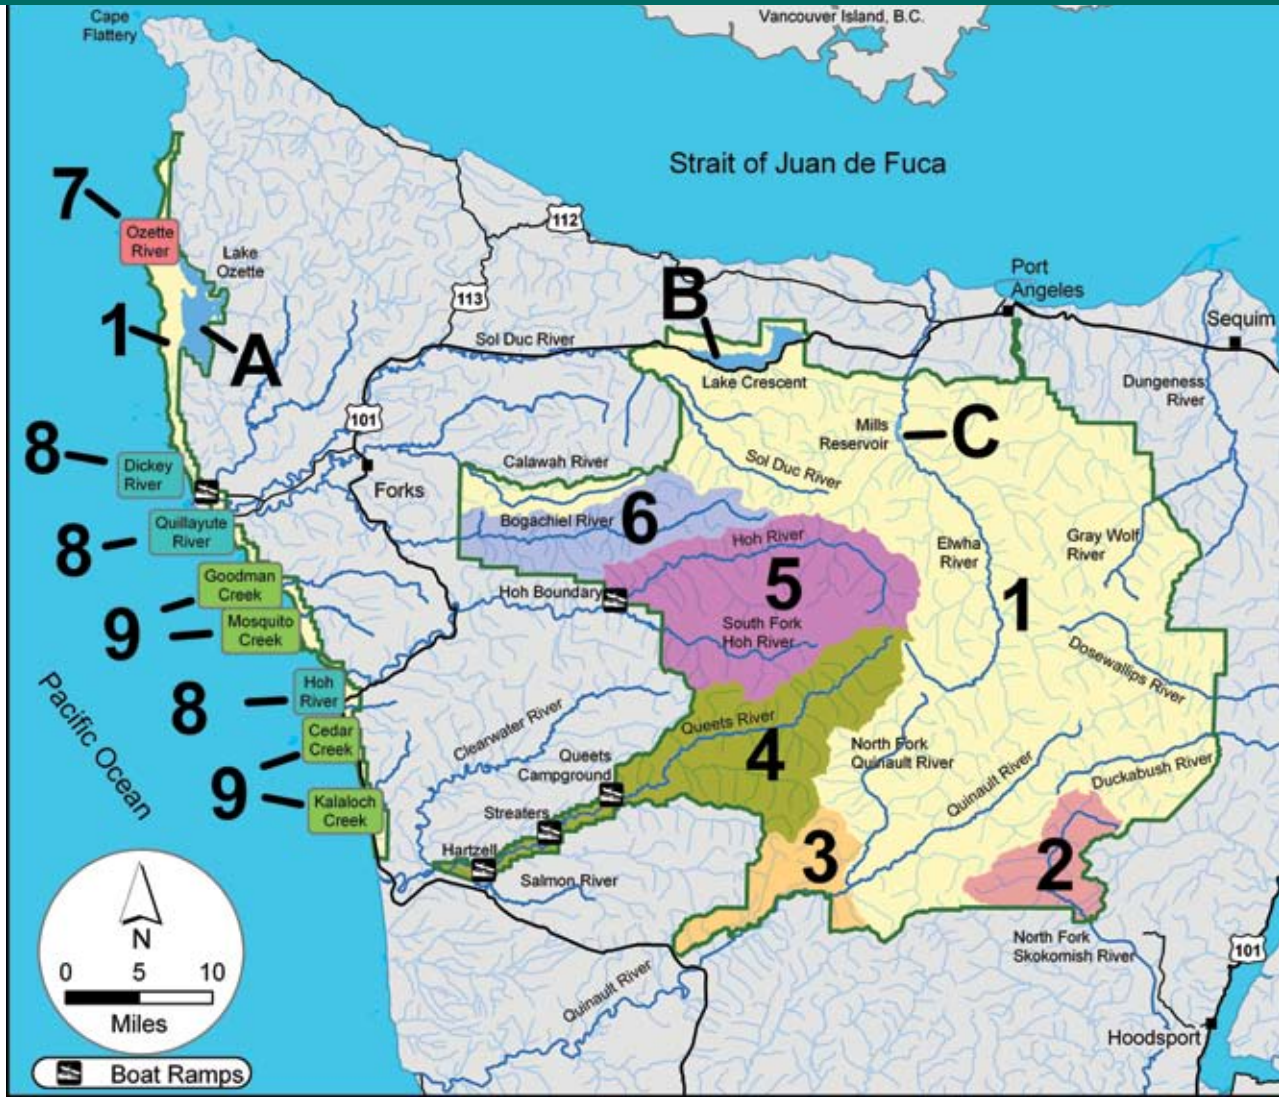 Cape
Flattery
Vancouver Island, B.C.
Strait of Juan de Fuca
7
Ozette
River
Lake
Ozette
112
113
1
A
B
Sol Duc River
Lake Crescent
Port
Angeles
Sequim
Dungeness
River
Mills
Reservoir
C
101
8
Dickey
River
Forks
Calawah River
Sol Duc River
8
Quillayute
River
Bogachiel River
6
Hoh River
Elwha
River
Gray Wolf
River
Goodman
Creek
9
Mosquito
Creek
Hoh Boundary
5
1
South Fork
Hoh River
Dosewallips River
Pacific Ocean
8
Hoh
River
Cedar
Creek
9
Kalaloch
Creek
Clearwater River
Queets River
4
Queets
Campground
Streaters
Hartzell
Salmon River
North Fork
Quinault River
Quinault River
Duckabush River
3
2
North Fork
Skokomish River
101
Quinault River
Hoodsport
N
0 5 10
Miles
Boat Ramps